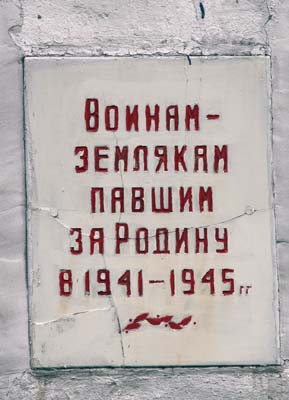 Воинам-
землякам
павшим
за Родину
в 1941-1945 гг